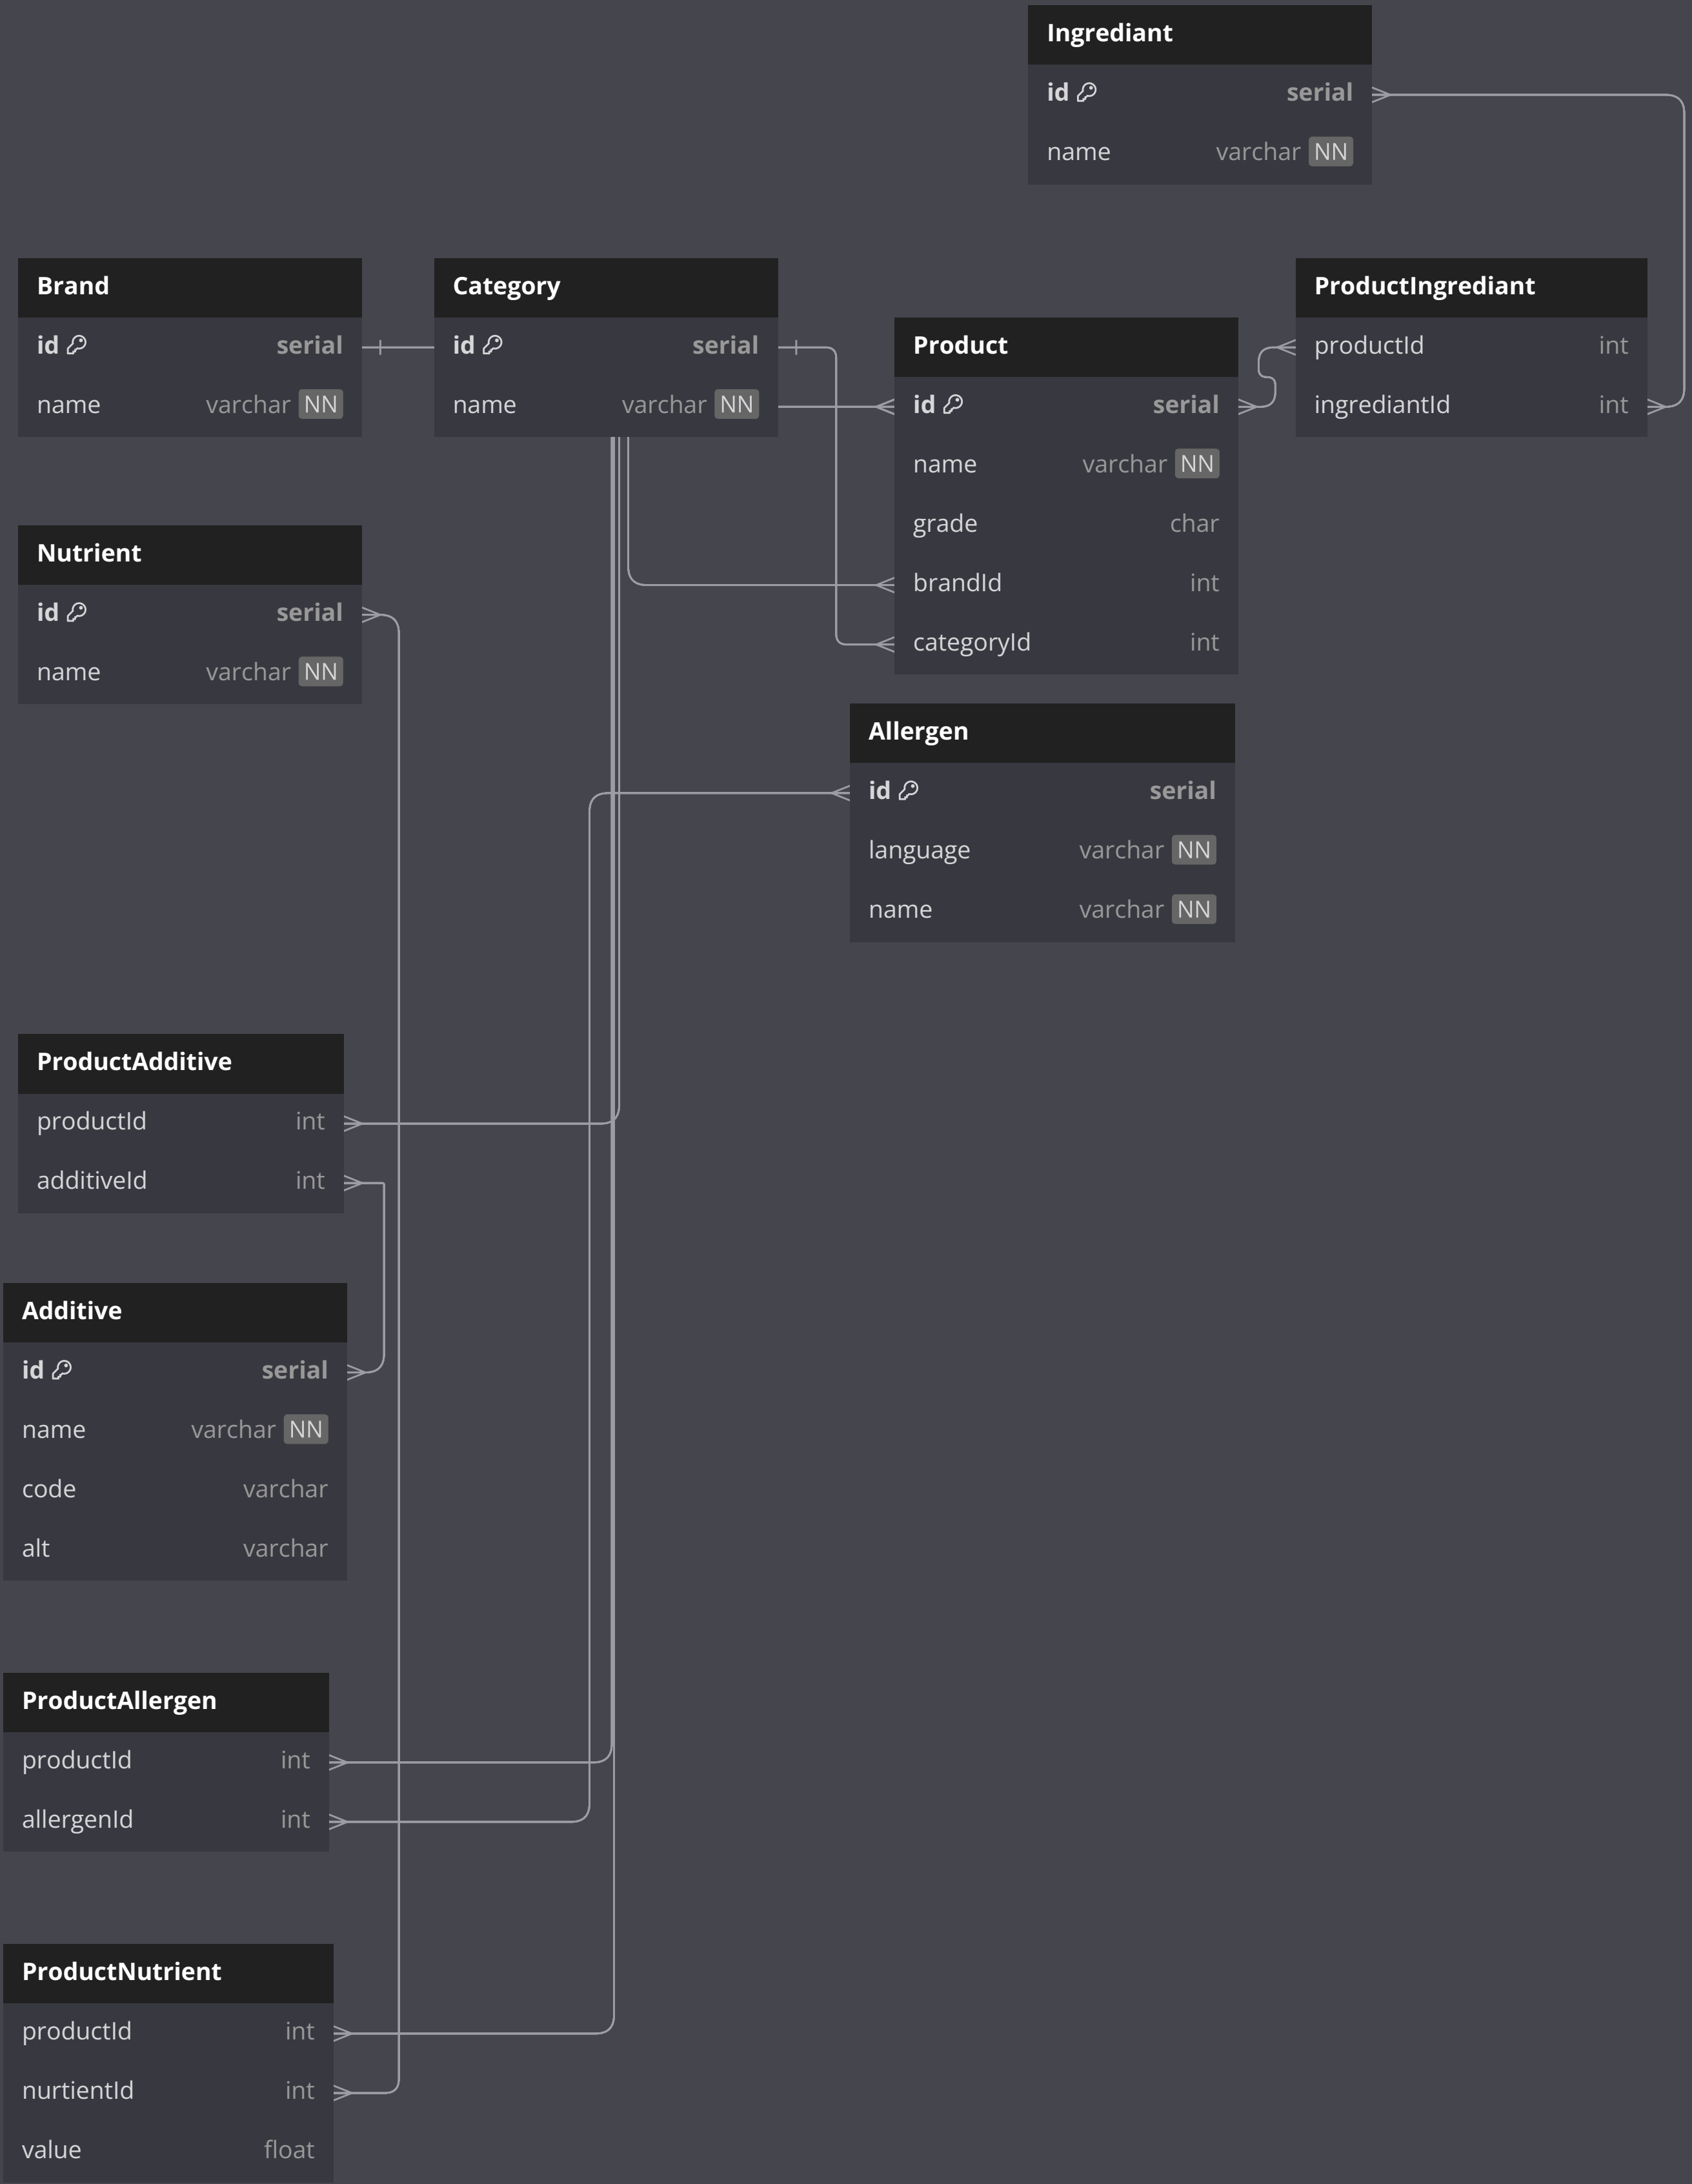 Ingrediant
id serial
name varchar NN
Brand
id serial
name varchar NN
Category
id serial
name varchar NN
Product
id serial
name varchar NN
grade char
brandId int
categoryId int
ProductIngrediant
productId int
ingrediantId int
Nutrient
id serial
name varchar NN
Allergen
id serial
language varchar NN
name varchar NN
ProductAdditive
productId int
additiveId int
Additive
id serial
name varchar NN
code varchar
alt varchar
ProductAllergen
productId int
allergenId int
ProductNutrient
productId int
nurtientId int
value float